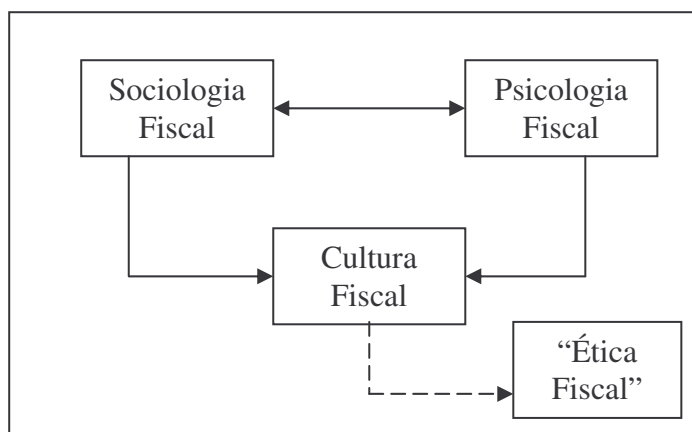 Sociologia
Fiscal
Psicologia
Fiscal
Cultura
Fiscal
“Ética
Fiscal”